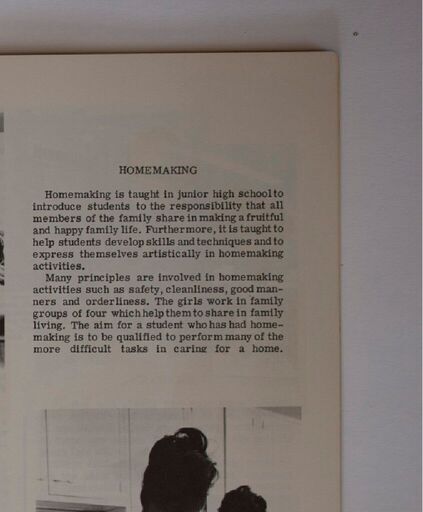 HOMEMAKING
Homemaking is taught in junior high school to
introduce students to the responsibility that all
members of the family share in making a fruitful
and happy family life. Furthermore, it is taught to
help students develop skills and techniques and to
express themselves artistically in homemaking
activities.
Many principles are involved in homemaking
activities such as safety, cleanliness, good man-
ners and orderliness. The girls work in family
groups of four which help them to share in family
living. The aim for a student who has had home-
making is to be qualified to perform many of the
more difficult tasks in caring for a home.